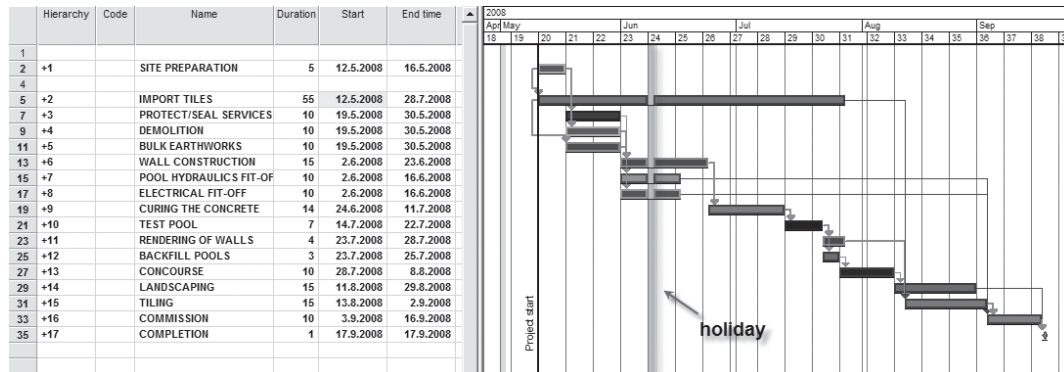 Hierarchy Code Name Duration Start End time
2008
Apr May Jun Jul Aug Sep
18 19 20 21 22 23 24 25 26 27 28 29 30 31 31 32 33 34 35 36 37 38
1
2 +1 SITE PREPARATION 5 12.5.2008 16.5.2008
4
5 +2 IMPORT TILES 55 12.5.2008 28.7.2008
7 +3 PROTECT/SEAL SERVICES 10 19.5.2008 30.5.2008
9 +4 DEMOLITION 10 19.5.2008 30.5.2008
11 +5 BULK EARTHWORKS 10 19.5.2008 30.5.2008
13 +6 WALL CONSTRUCTION 15 2.6.2008 23.6.2008
15 +7 POOL HYDRAULICS FIT-OF 10 2.6.2008 16.6.2008
17 +8 ELECTRICAL FIT-OFF 10 2.6.2008 16.6.2008
19 +9 CURING THE CONCRETE 14 24.6.2008 11.7.2008
21 +10 TEST POOL 7 14.7.2008 22.7.2008
23 +11 RENDERING OF WALLS 4 23.7.2008 28.7.2008
25 +12 BACKFILL POOLS 3 23.7.2008 25.7.2008
27 +13 CONCOURSE 10 28.7.2008 8.8.2008
29 +14 LANDSCAPING 15 11.8.2008 29.8.2008
31 +15 TILING 15 13.8.2008 2.9.2008
33 +16 COMMISSION 10 3.9.2008 16.9.2008
35 +17 COMPLETION 1 17.9.2008 17.9.2008
Project start
holiday